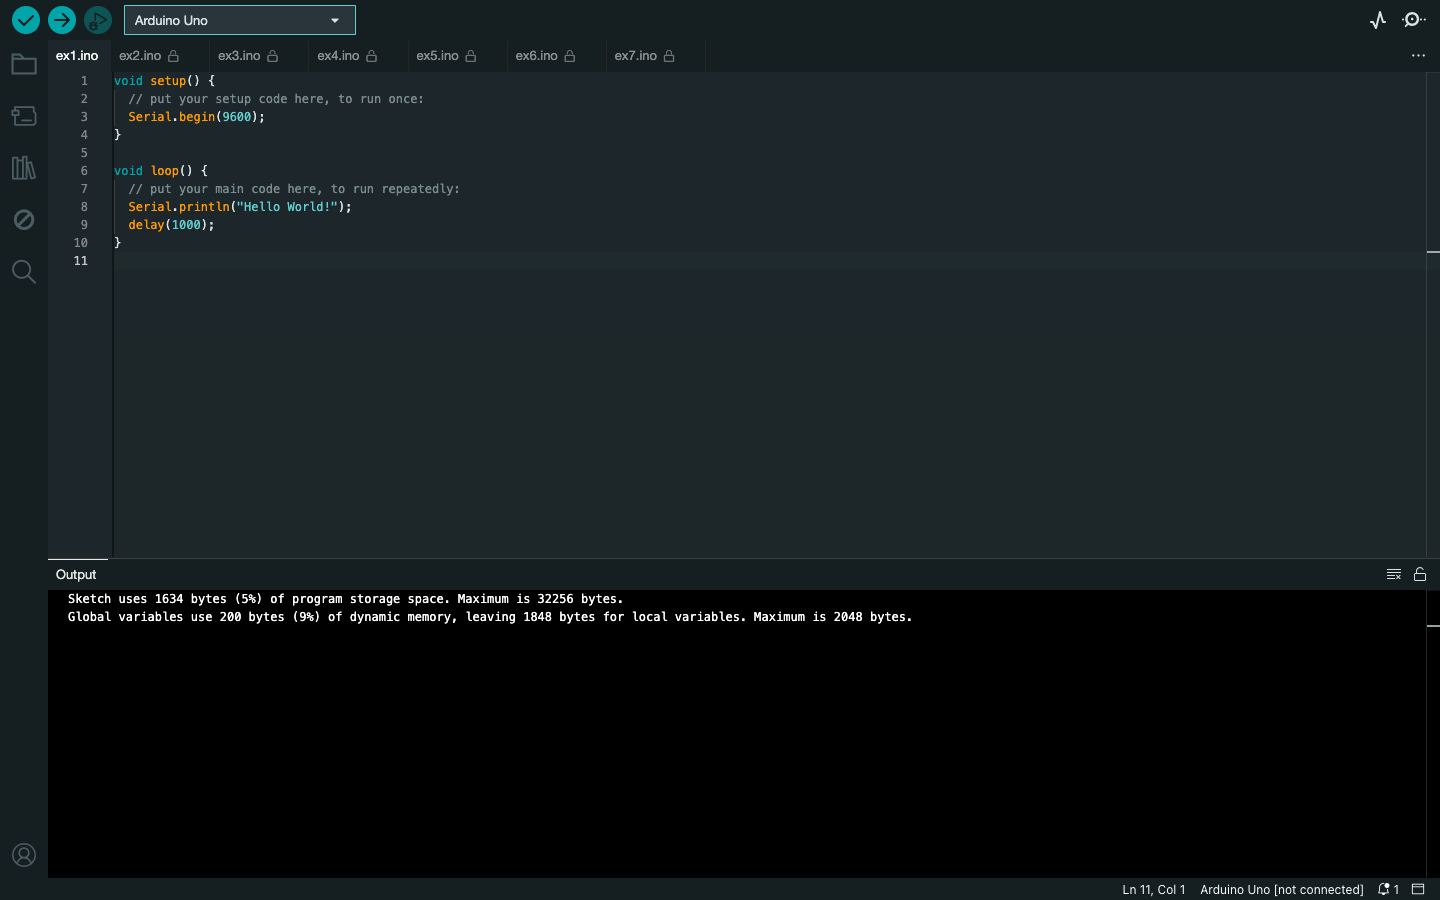 Arduino Uno
ex1.ino ex2.ino ex3.ino ex4.ino ex5.ino ex6.ino ex7.ino
1 void setup() {
2   // put your setup code here, to run once:
3   Serial.begin(9600);
4 }
5
6 void loop() {
7   // put your main code here, to run repeatedly:
8   Serial.println("Hello World!");
9   delay(1000);
10 }
11
Output
Sketch uses 1634 bytes (5%) of program storage space. Maximum is 32256 bytes.
Global variables use 200 bytes (9%) of dynamic memory, leaving 1848 bytes for local variables. Maximum is 2048 bytes.
Ln 11, Col 1 Arduino Uno [not connected] 1